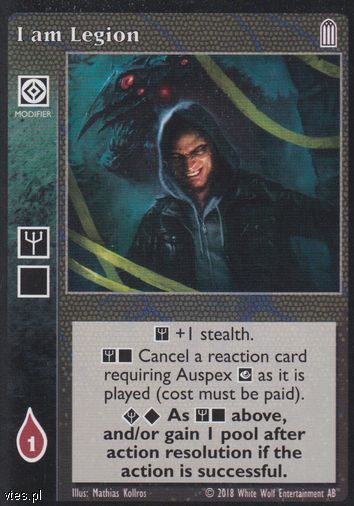 I am Legion
MODIFIER
+1 stealth.
Cancel a reaction card
requiring Auspex as it is
played (cost must be paid).
As above,
and/or gain 1 pool after
action resolution if the
action is successful.
1
Illus: Mathias Kollros © 2018 White Wolf Entertainment AB
vtes.pl